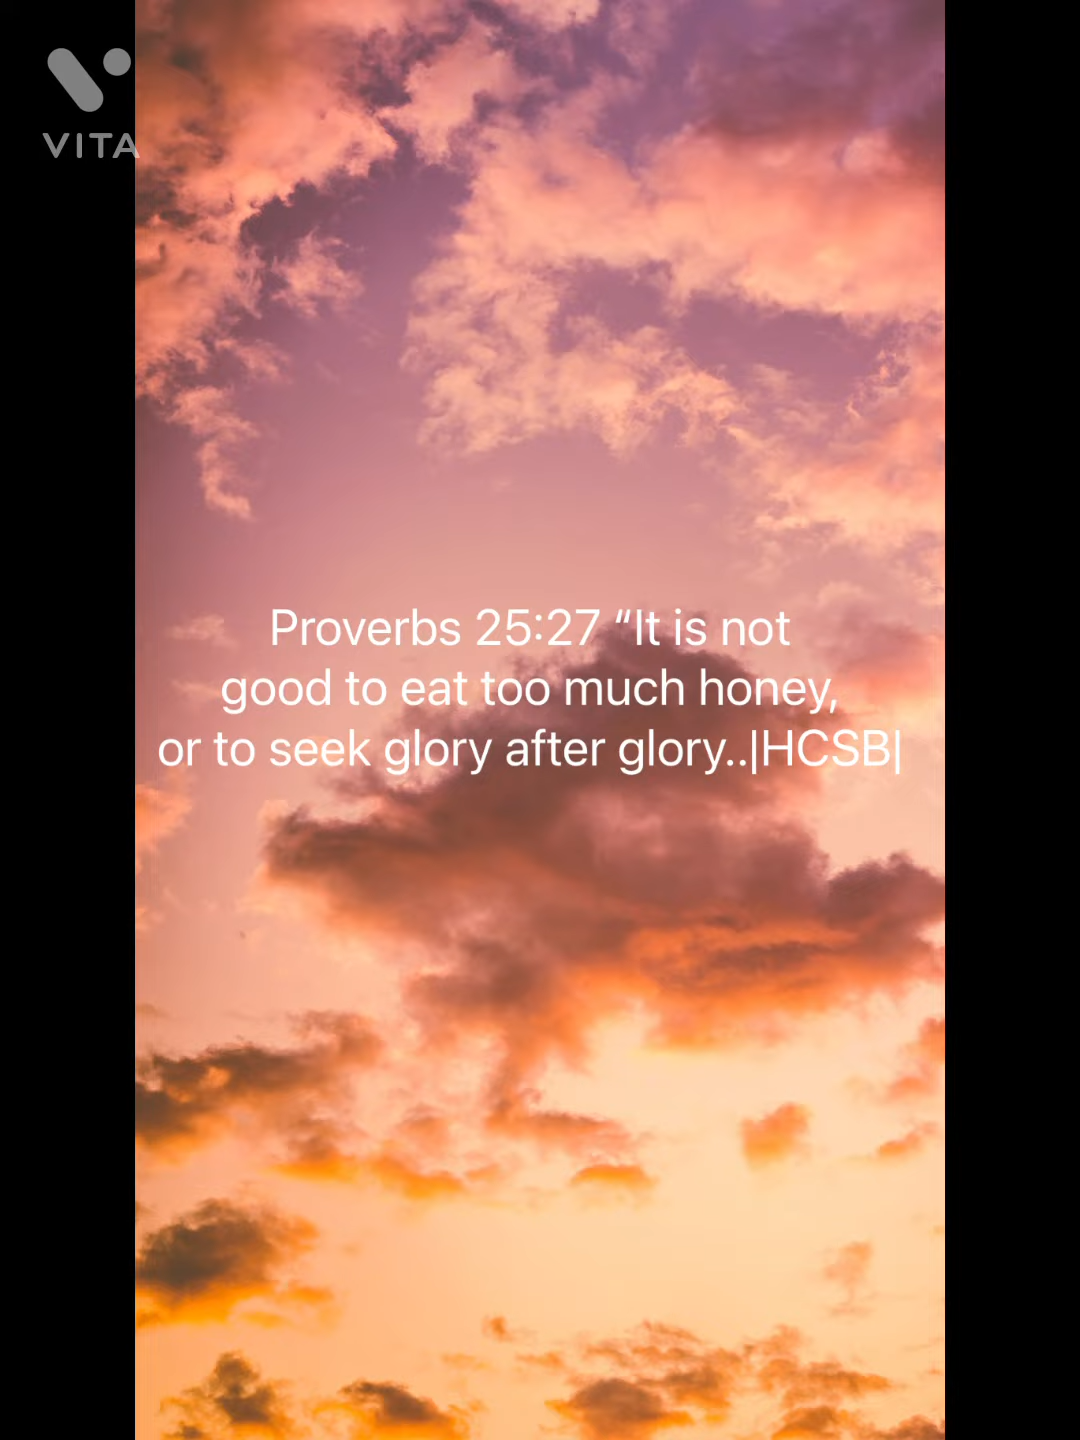 VITA
Proverbs 25:27 “It is not
good to eat too much honey,
or to seek glory after glory..|HCSB|